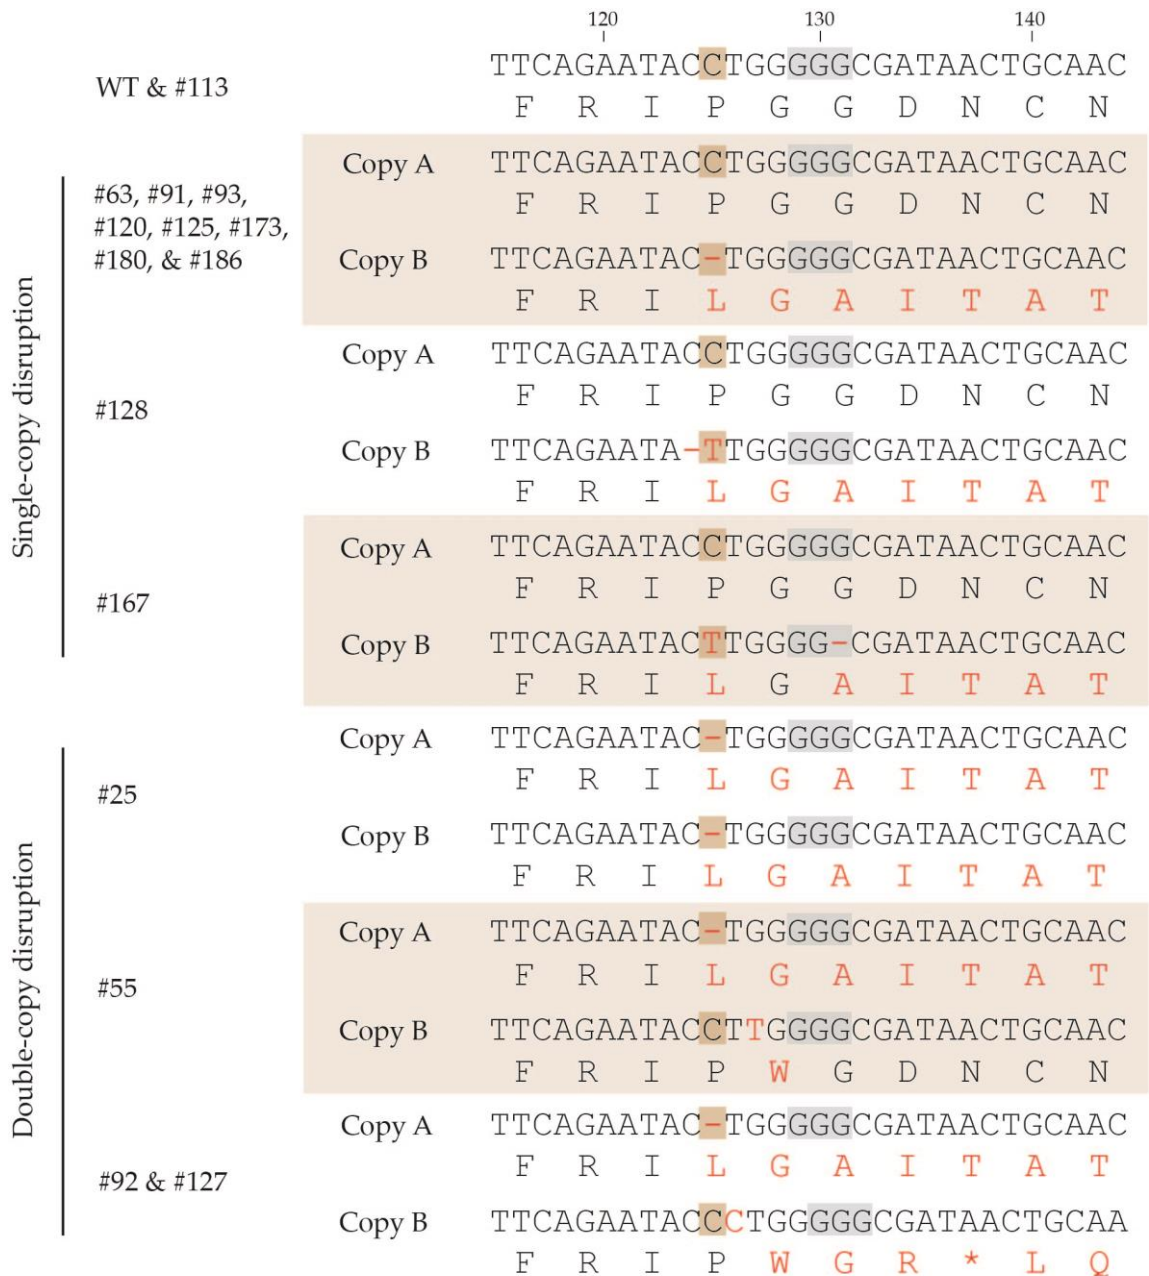 120 130 140
WT & #113
TTCAGAATACCTGGGGGCGATAACTGCAAC
F R I P G G D N C N
Single-copy disruption
#63, #91, #93,
#120, #125, #173,
#180, & #186
Copy A TTCAGAATACCTGGGGGCGATAACTGCAAC
F R I P G G D N C N
Copy B TTCAGAATAC-TGGGGGCGATAACTGCAAC
F R I L G A I T A T
#128
Copy A TTCAGAATACCTGGGGGCGATAACTGCAAC
F R I P G G D N C N
Copy B TTCAGAATA-TTGGGGGCGATAACTGCAAC
F R I L G A I T A T
#167
Copy A TTCAGAATACCTGGGGGCGATAACTGCAAC
F R I P G G D N C N
Copy B TTCAGAATACTTGGGG-CGATAACTGCAAC
F R I L G A I T A T
Double-copy disruption
#25
Copy A TTCAGAATAC-TGGGGGCGATAACTGCAAC
F R I L G A I T A T
Copy B TTCAGAATAC-TGGGGGCGATAACTGCAAC
F R I L G A I T A T
#55
Copy A TTCAGAATAC-TGGGGGCGATAACTGCAAC
F R I L G A I T A T
Copy B TTCAGAATACCTTGGGGCGATAACTGCAAC
F R I P W G D N C N
#92 & #127
Copy A TTCAGAATAC-TGGGGGCGATAACTGCAAC
F R I L G A I T A T
Copy B TTCAGAATACCCTGGGGGCGATAACTGCAA
F R I P W G R * L Q